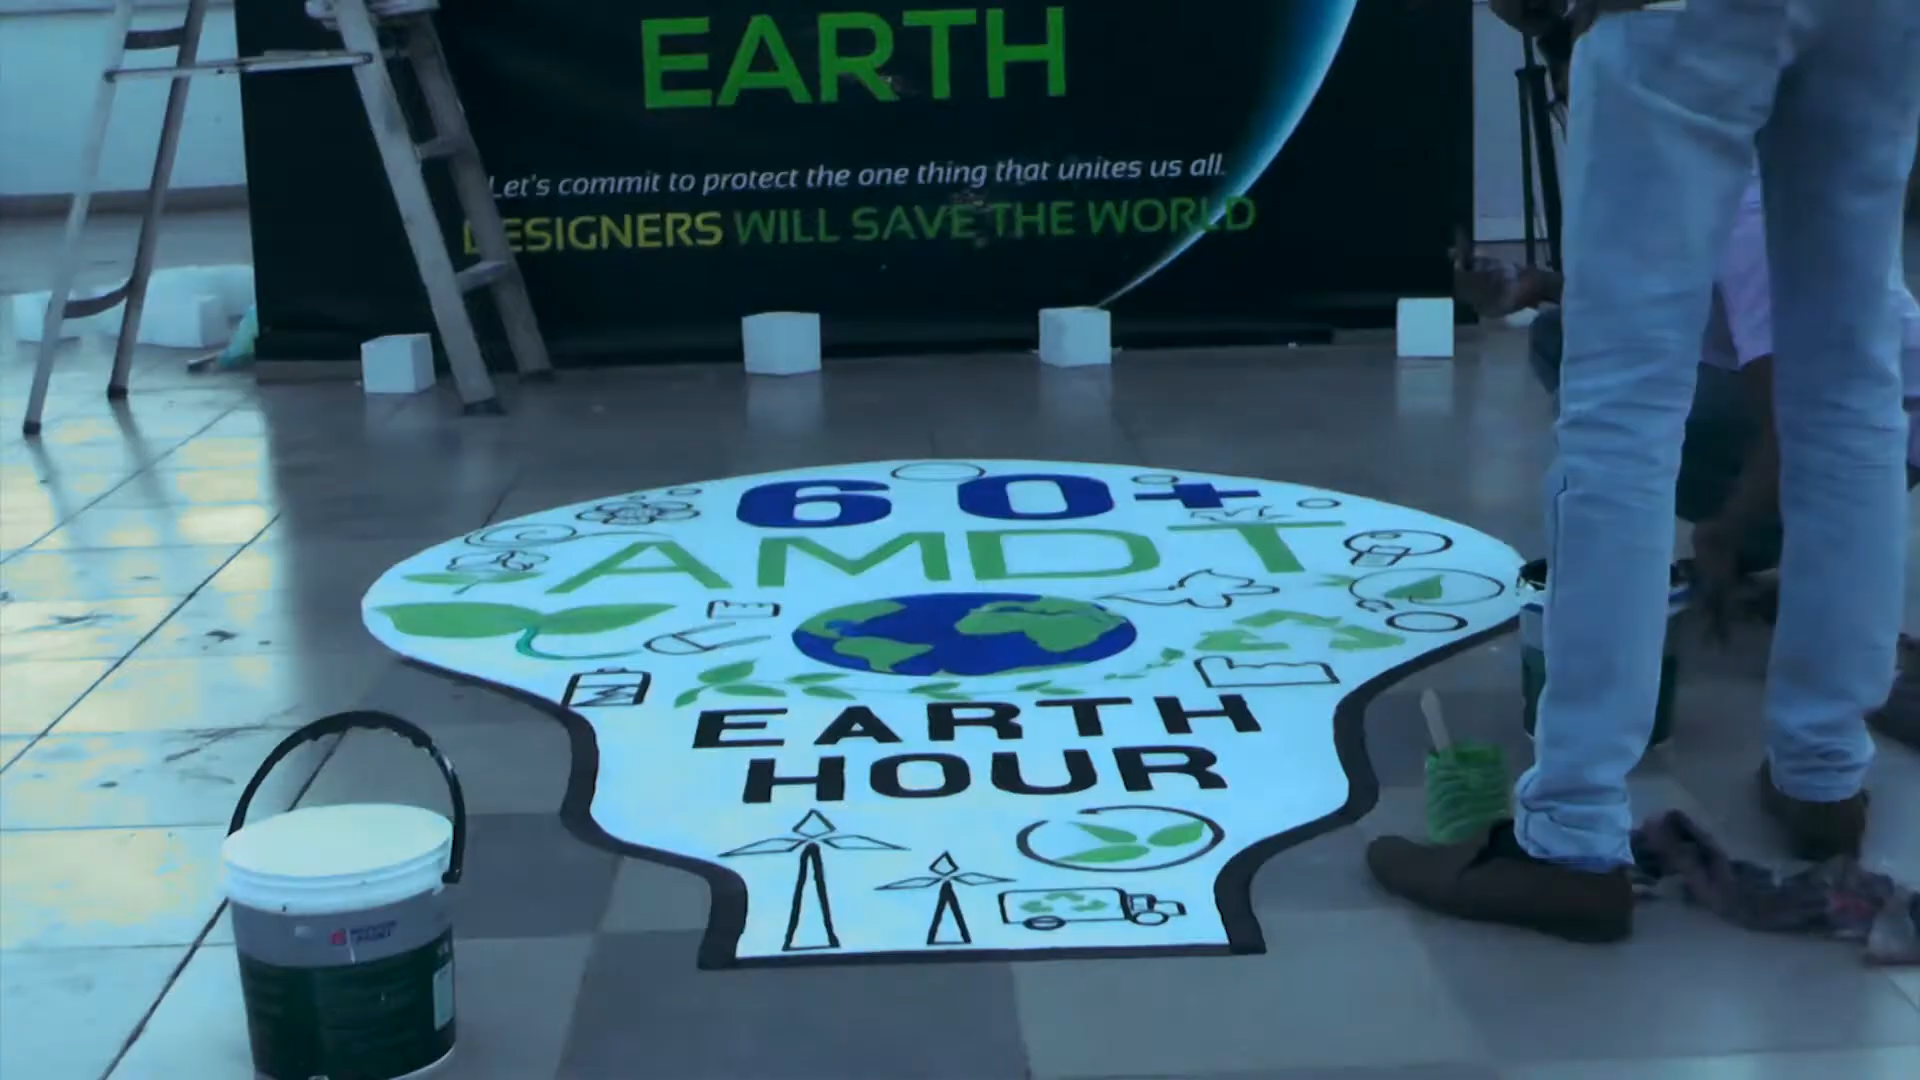 EARTH
Let's commit to protect the one thing that unites us all.
DESIGNERS WILL SAVE THE WORLD
60+
AMDT
EARTH
HOUR